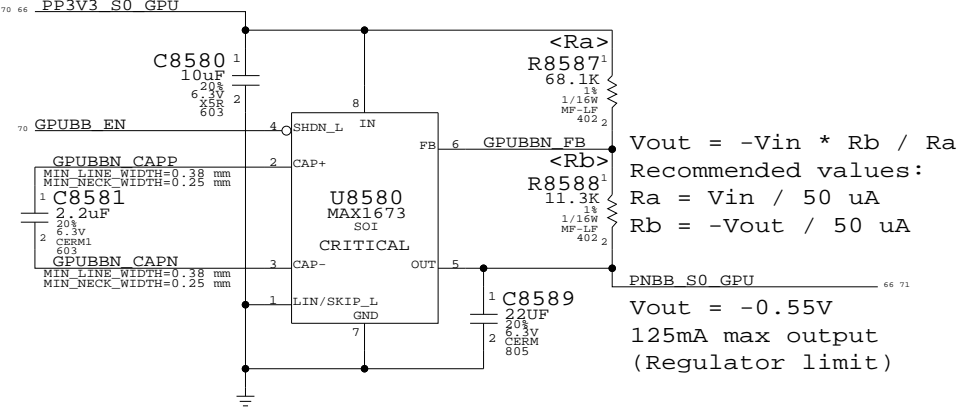 70 66 PP3V3_S0_GPU
C8580 1
10uF
20%
6.3V 2
X5R
603
<Ra>
R8587 1
68.1K
1%
1/16W
MF-LF
402 2
70 GPUBB_EN
4 SHDN_L
8
IN
FB 6 GPUBBN_FB
GPUBBN_CAPP 2 CAP+
MIN_LINE_WIDTH=0.38 mm
MIN_NECK_WIDTH=0.25 mm
1 C8581
2.2uF
20%
2 6.3V
CERM1
603
GPUBBN_CAPN 3 CAP-
MIN_LINE_WIDTH=0.38 mm
MIN_NECK_WIDTH=0.25 mm
U8580
MAX1673
SOI
CRITICAL
OUT 5
1 LIN/SKIP_L
GND
7
<Rb>
R8588 1
11.3K
1%
1/16W
MF-LF
402 2
Vout = -Vin * Rb / Ra
Recommended values:
Ra = Vin / 50 uA
Rb = -Vout / 50 uA
1 C8589
22UF
20%
2 6.3V
CERM
805
PNBB_S0_GPU 66 71
Vout = -0.55V
125mA max output
(Regulator limit)